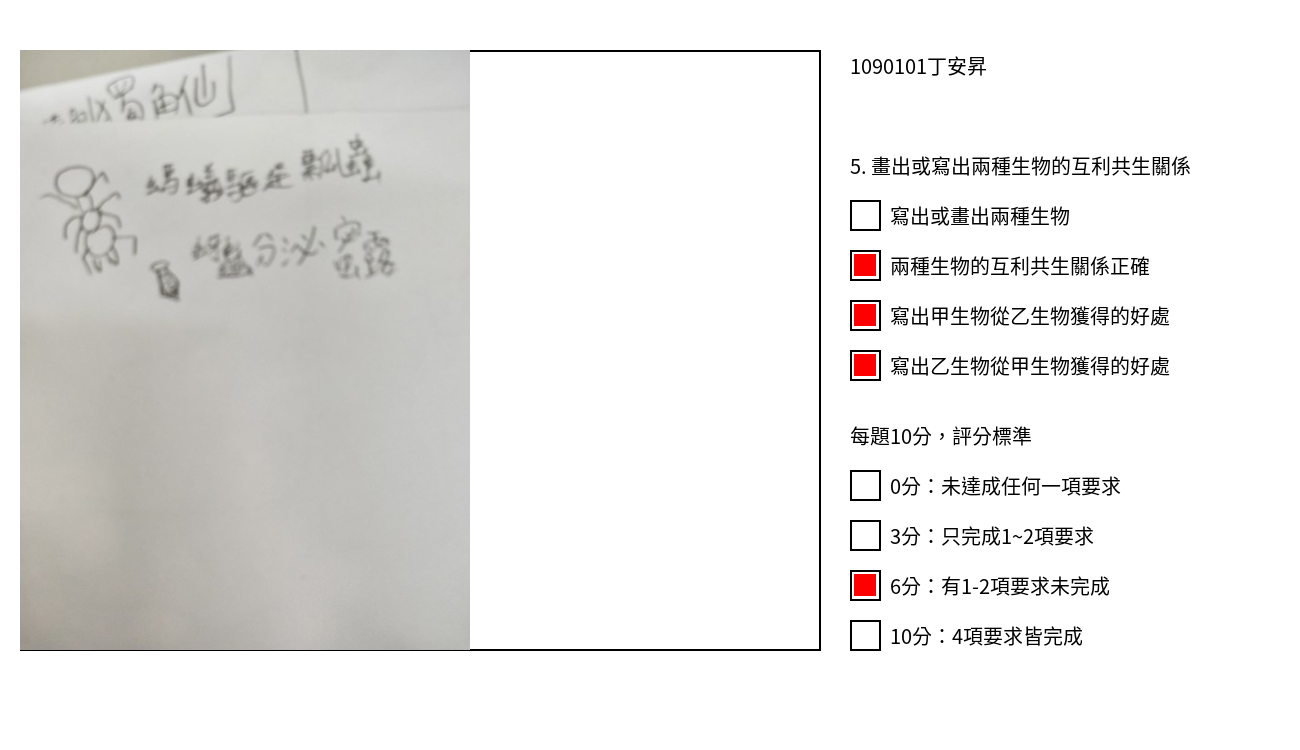 獨角仙
螞蟻驅走瓢蟲
分泌蜜露
1090101丁安昇
5. 畫出或寫出兩種生物的互利共生關係
寫出或畫出兩種生物
兩種生物的互利共生關係正確
寫出甲生物從乙生物獲得的好處
寫出乙生物從甲生物獲得的好處
每題10分，評分標準
0分：未達成任何一項要求
3分：只完成1~2項要求
6分：有1-2項要求未完成
10分：4項要求皆完成